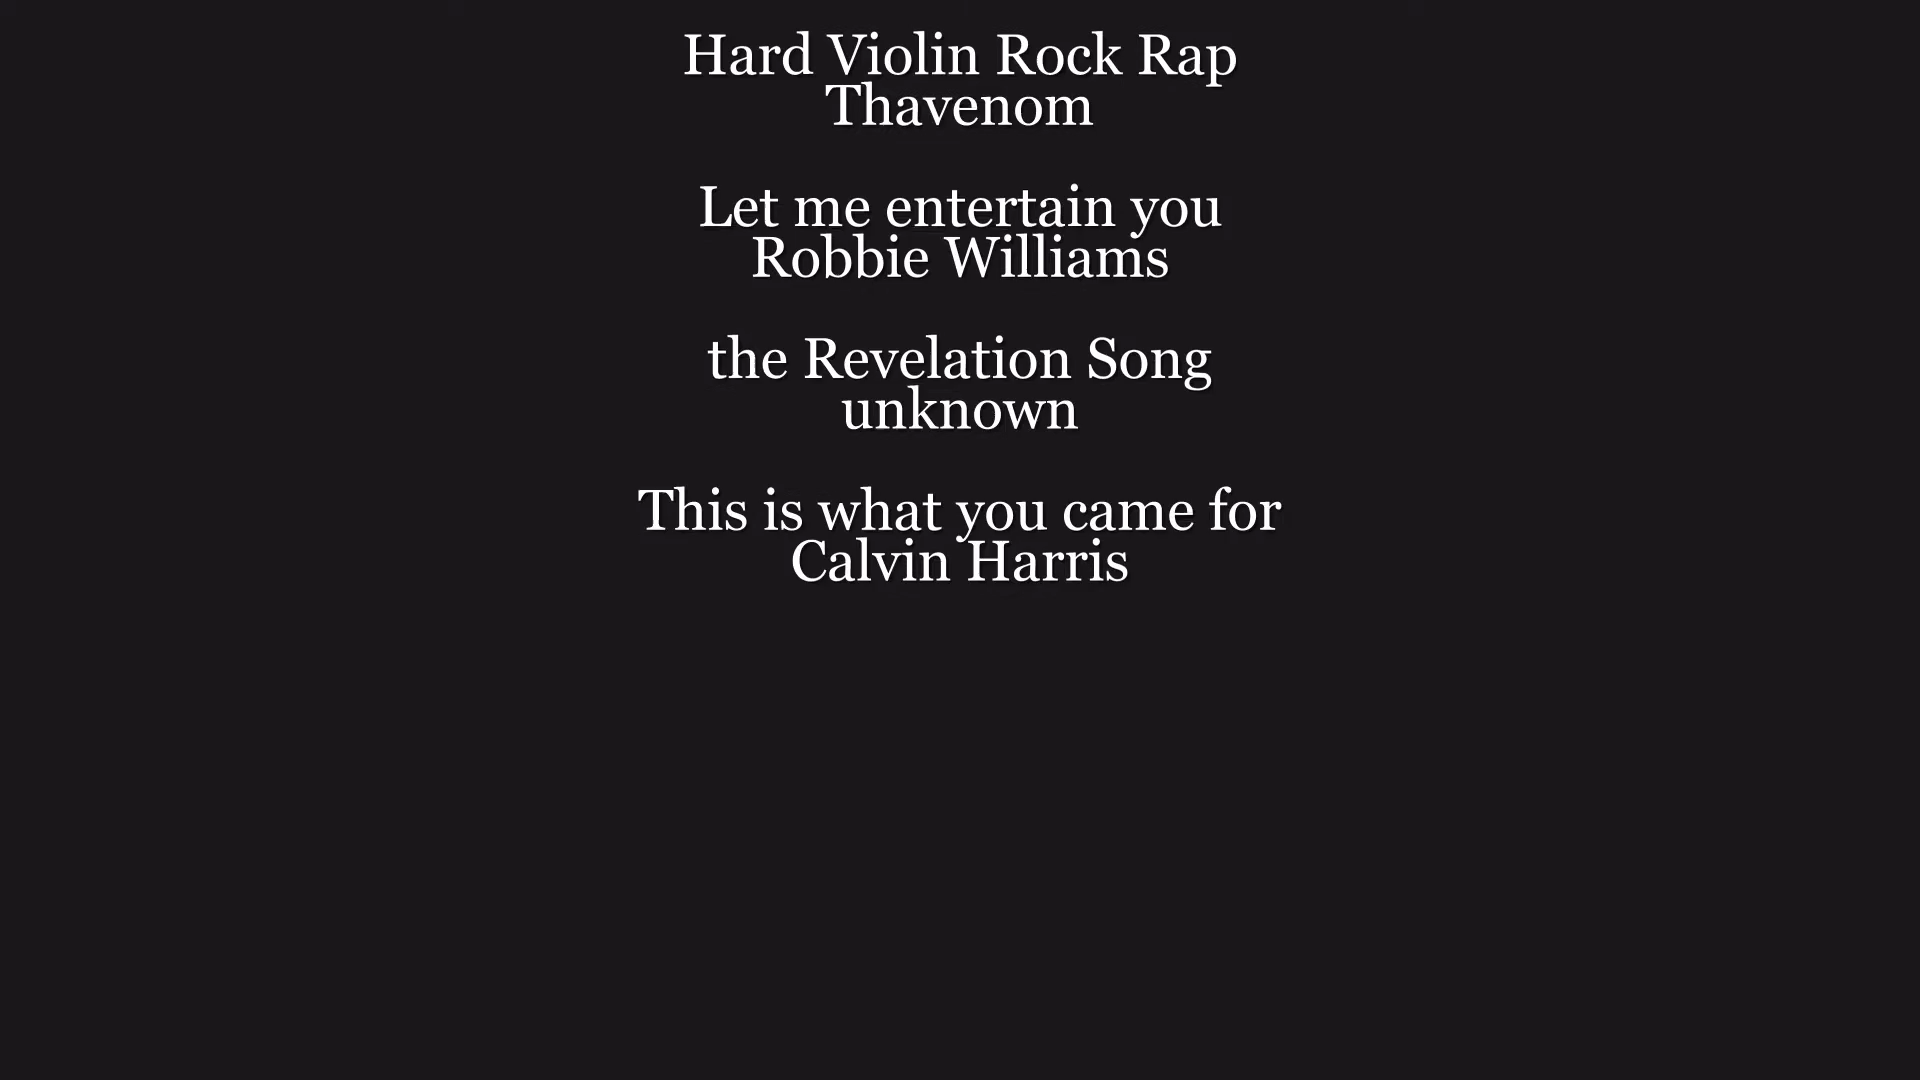 Hard Violin Rock Rap
Thavenom
Let me entertain you
Robbie Williams
the Revelation Song
unknown
This is what you came for
Calvin Harris